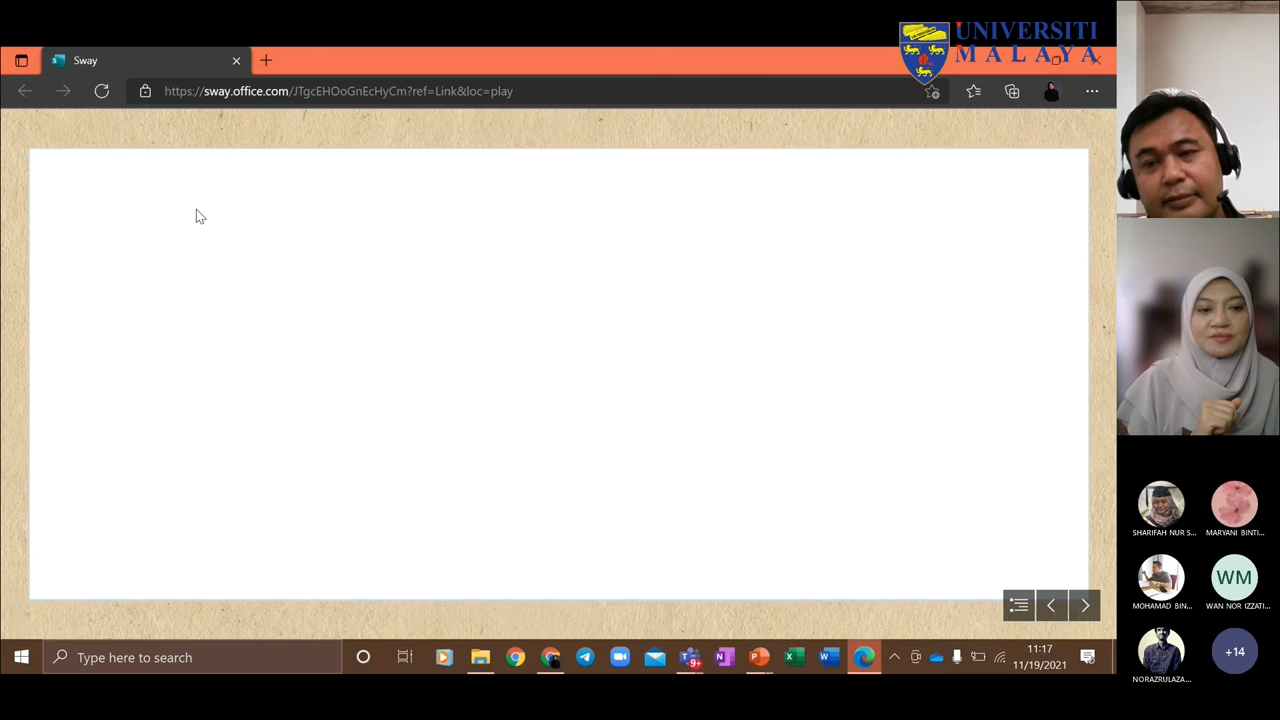 UNIVERSITI
MALAYA
Sway
https://sway.office.com/JTgcEHOoGnEcHyCm?ref=Link&loc=play
SHARIFAH NUR S...
MARYANI BINTI...
WM
MOHAMAD BIN...
WAN NOR IZZATI...
NORAZRULAZA...
+14
Type here to search
9+
11:17
11/19/2021